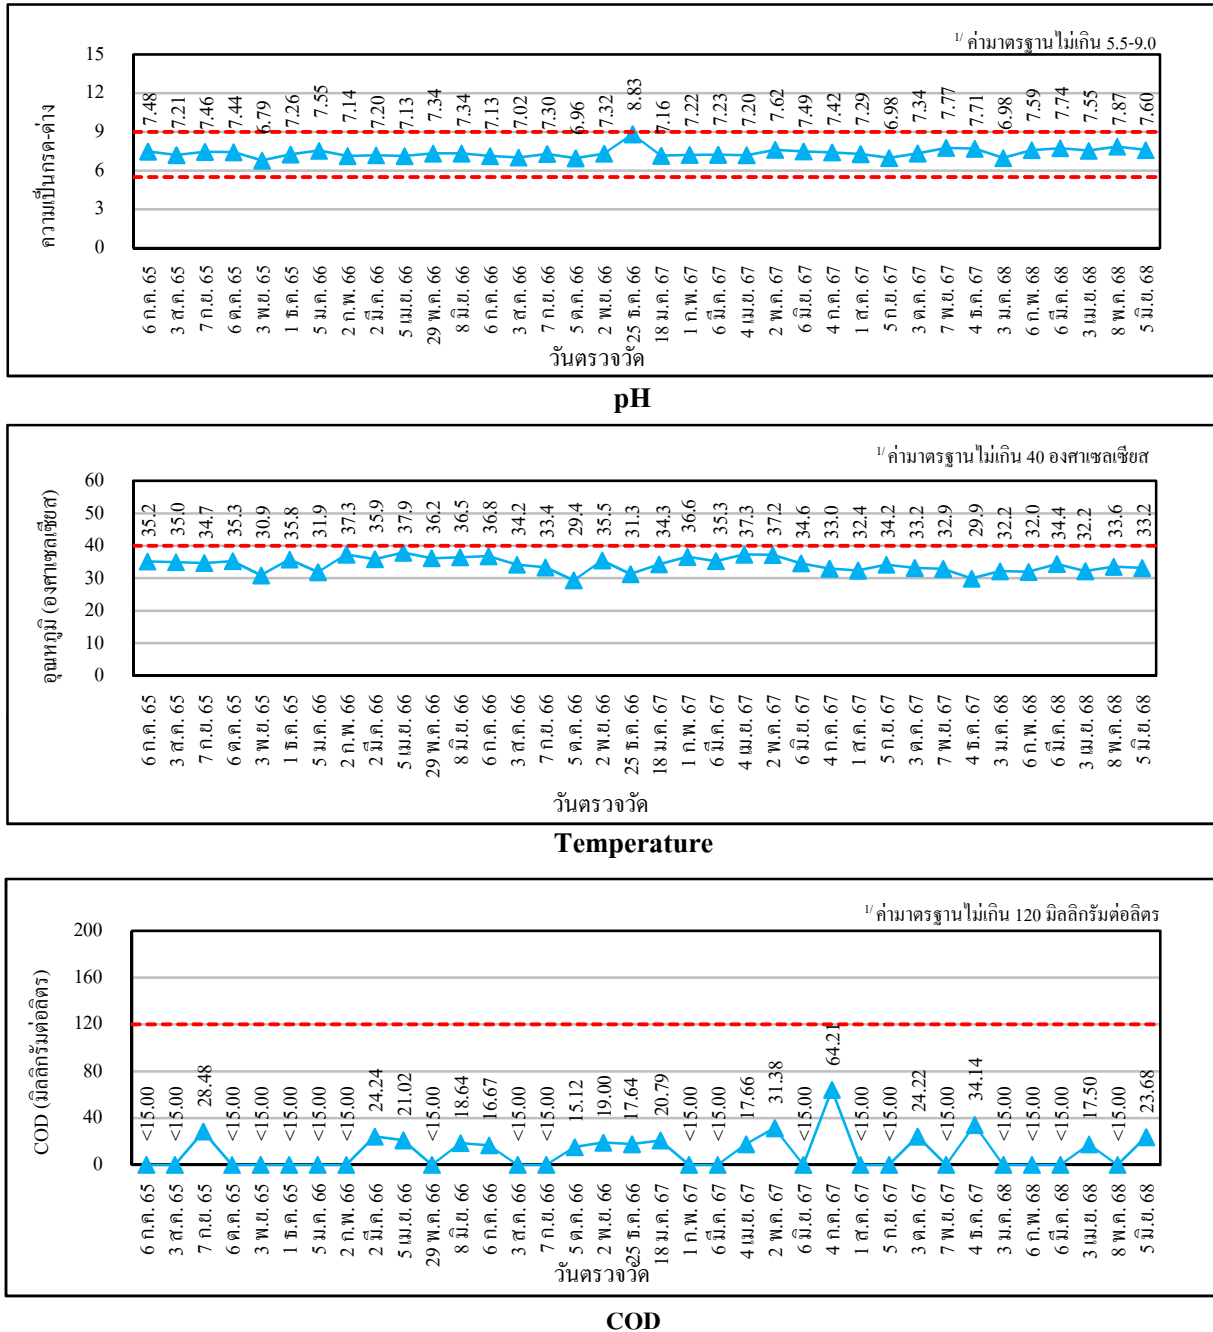 ¹/ ค่ามาตรฐานไม่เกิน 5.5-9.0
ความเป็นกรด-ด่าง
15
12
9
6
3
0
7.48 7.21 7.46 7.44 6.79 7.26 7.55 7.14 7.20 7.13 7.34 7.34 7.13 7.02 7.30 6.96 7.32 8.83 7.16 7.22 7.23 7.20 7.62 7.49 7.42 7.29 6.98 7.34 7.77 7.71 6.98 7.59 7.74 7.55 7.87 7.60
6 ก.ค. 65 3 ส.ค. 65 7 ก.ย. 65 6 ต.ค. 65 3 พ.ย. 65 1 ธ.ค. 65 5 ม.ค. 66 2 ก.พ. 66 2 มี.ค. 66 5 เม.ย. 66 29 พ.ค. 66 8 มิ.ย. 66 6 ก.ค. 66 3 ส.ค. 66 7 ก.ย. 66 5 ต.ค. 66 2 พ.ย. 66 25 ธ.ค. 66 18 ม.ค. 67 1 ก.พ. 67 6 มี.ค. 67 4 เม.ย. 67 2 พ.ค. 67 6 มิ.ย. 67 4 ก.ค. 67 1 ส.ค. 67 5 ก.ย. 67 3 ต.ค. 67 7 พ.ย. 67 4 ธ.ค. 67 3 ม.ค. 68 6 ก.พ. 68 6 มี.ค. 68 3 เม.ย. 68 8 พ.ค. 68 5 มิ.ย. 68
วันตรวจวัด
pH
¹/ ค่ามาตรฐานไม่เกิน 40 องศาเซลเซียส
อุณหภูมิ (องศาเซลเซียส)
60
50
40
30
20
10
0
35.2 35.0 34.7 35.3 30.9 35.8 31.9 37.3 35.9 37.9 36.2 36.5 36.8 34.2 33.4 29.4 35.5 31.3 34.3 36.6 35.3 37.3 37.2 34.6 33.0 32.4 34.2 33.2 32.9 29.9 32.2 32.0 34.4 32.2 33.6 33.2
6 ก.ค. 65 3 ส.ค. 65 7 ก.ย. 65 6 ต.ค. 65 3 พ.ย. 65 1 ธ.ค. 65 5 ม.ค. 66 2 ก.พ. 66 2 มี.ค. 66 5 เม.ย. 66 29 พ.ค. 66 8 มิ.ย. 66 6 ก.ค. 66 3 ส.ค. 66 7 ก.ย. 66 5 ต.ค. 66 2 พ.ย. 66 25 ธ.ค. 66 18 ม.ค. 67 1 ก.พ. 67 6 มี.ค. 67 4 เม.ย. 67 2 พ.ค. 67 6 มิ.ย. 67 4 ก.ค. 67 1 ส.ค. 67 5 ก.ย. 67 3 ต.ค. 67 7 พ.ย. 67 4 ธ.ค. 67 3 ม.ค. 68 6 ก.พ. 68 6 มี.ค. 68 3 เม.ย. 68 8 พ.ค. 68 5 มิ.ย. 68
วันตรวจวัด
Temperature
¹/ ค่ามาตรฐานไม่เกิน 120 มิลลิกรัมต่อลิตร
COD (มิลลิกรัมต่อลิตร)
200
160
120
80
40
0
<15.00 <15.00 28.48 <15.00 <15.00 <15.00 <15.00 <15.00 24.24 21.02 <15.00 18.64 16.67 <15.00 <15.00 15.12 19.00 17.64 20.79 <15.00 <15.00 17.66 31.38 <15.00 64.21 <15.00 <15.00 24.22 <15.00 34.14 <15.00 <15.00 <15.00 17.50 <15.00 23.68
6 ก.ค. 65 3 ส.ค. 65 7 ก.ย. 65 6 ต.ค. 65 3 พ.ย. 65 1 ธ.ค. 65 5 ม.ค. 66 2 ก.พ. 66 2 มี.ค. 66 5 เม.ย. 66 29 พ.ค. 66 8 มิ.ย. 66 6 ก.ค. 66 3 ส.ค. 66 7 ก.ย. 66 5 ต.ค. 66 2 พ.ย. 66 25 ธ.ค. 66 18 ม.ค. 67 1 ก.พ. 67 6 มี.ค. 67 4 เม.ย. 67 2 พ.ค. 67 6 มิ.ย. 67 4 ก.ค. 67 1 ส.ค. 67 5 ก.ย. 67 3 ต.ค. 67 7 พ.ย. 67 4 ธ.ค. 67 3 ม.ค. 68 6 ก.พ. 68 6 มี.ค. 68 3 เม.ย. 68 8 พ.ค. 68 5 มิ.ย. 68
วันตรวจวัด
COD